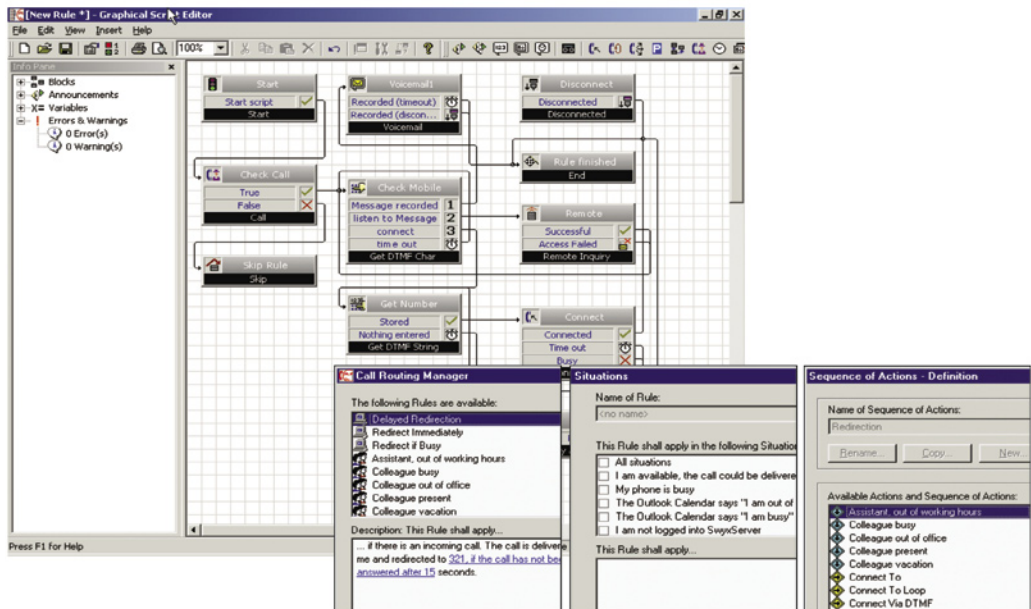 [New Rule *] - Graphical Script Editor
File Edit View Insert Help
100%
Info Pane
Blocks
Announcements
X= Variables
Errors & Warnings
0 Error(s)
0 Warning(s)
Start
Start script
Start
Voicemail1
Recorded (timeout)
Recorded (discon...
Voicemail
Disconnect
Disconnected
Disconnected
Check Call
True
False
Call
Check Mobile
Message recorded 1
listen to Message 2
connect 3
time out
Get DTMF Char
Rule finished
End
Remote
Successful
Access Failed
Remote Inquiry
Skip Rule
Skip
Get Number
Stored
Nothing entered
Get DTMF String
Connect
Connected
Time out
Busy
Press F1 for Help
Call Routing Manager
The following Rules are available:
Delayed Redirection
Redirect Immediately
Redirect if Busy
Assistant, out of working hours
Colleague busy
Colleague out of office
Colleague present
Colleague vacation
Description: This Rule shall apply...
... if there is an incoming call. The call is delivere
me and redirected to 321, if the call has not bee
answered after 15 seconds.
Situations
Name of Rule:
<no name>
This Rule shall apply in the following Situation
All situations
I am available, the call could be delivere
My phone is busy
The Outlook Calendar says "I am out of
The Outlook Calendar says "I am busy"
I am not logged into SwyxServer
This Rule shall apply...
Sequence of Actions - Definition
Name of Sequence of Actions:
Redirection
Rename... Copy... New...
Available Actions and Sequence of Actions:
Assistant, out of working hours
Colleague busy
Colleague out of office
Colleague present
Colleague vacation
Connect To
Connect To Loop
Connect Via DTMF